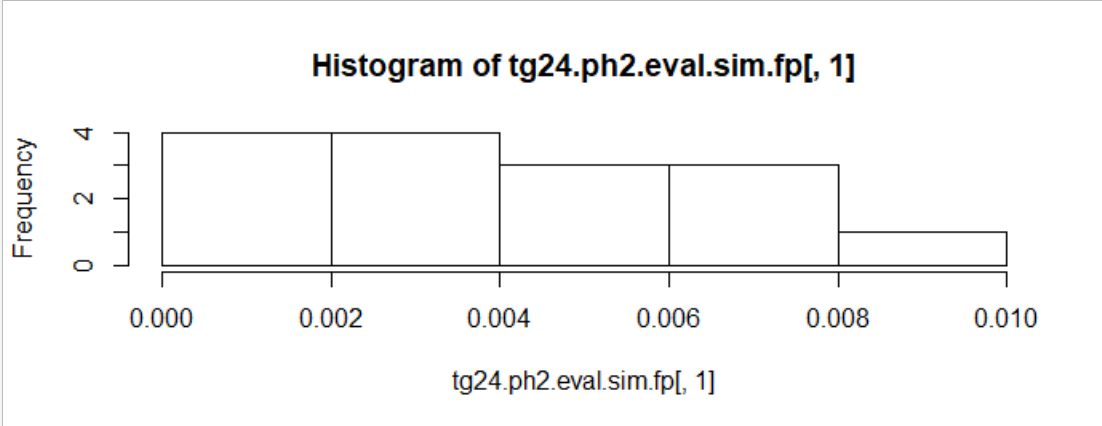 Histogram of tg24.ph2.eval.sim.fp[, 1]
Frequency
4
2
0
0.000 0.002 0.004 0.006 0.008 0.010
tg24.ph2.eval.sim.fp[, 1]